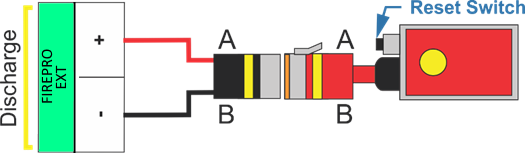 Discharge
FIREPRO
EXT
+
-
A
B
A
B
Reset Switch